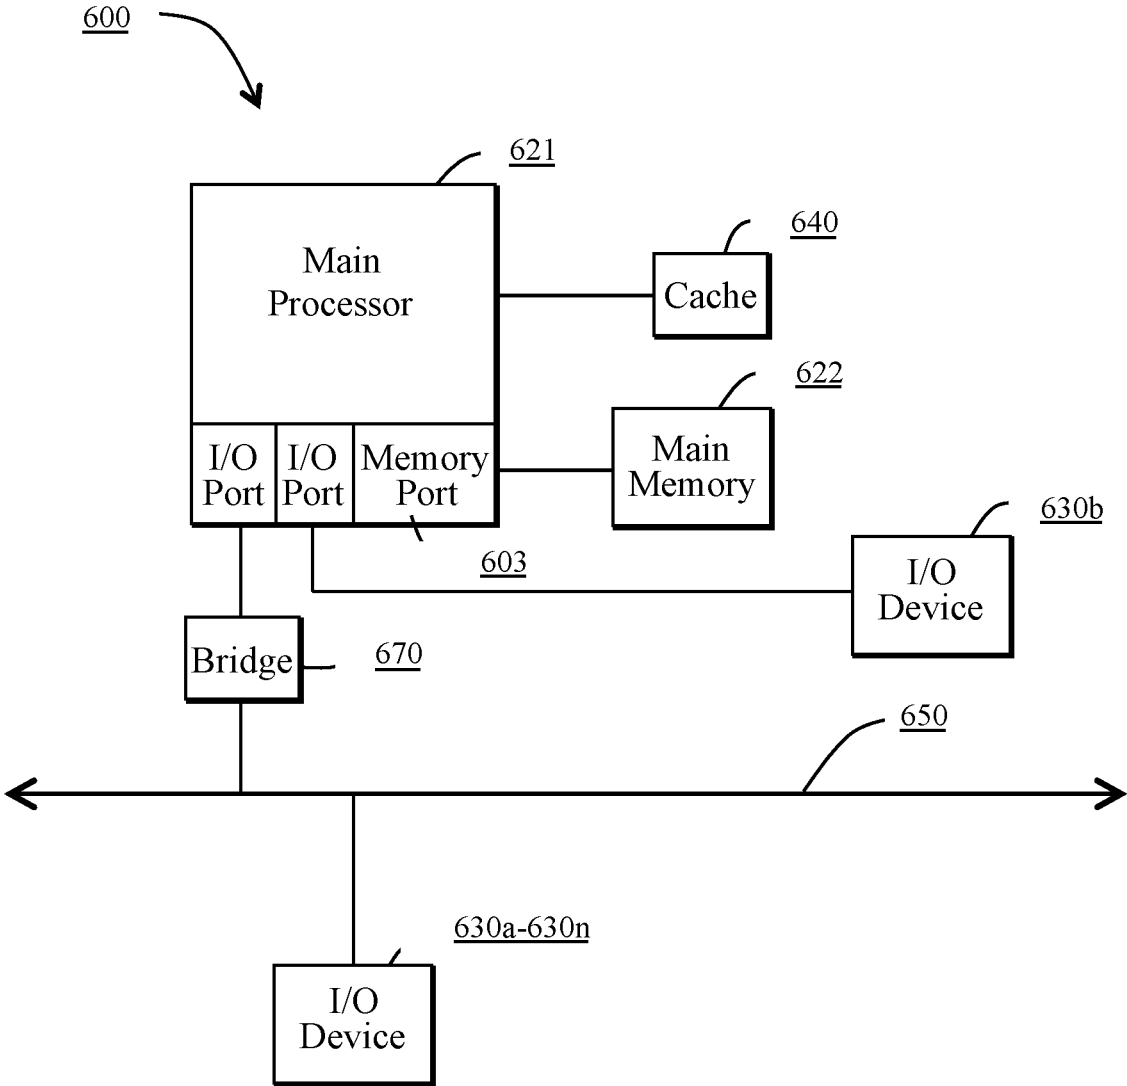 600
621
Main
Processor
640
Cache
622
Main
Memory
I/O
Port
I/O
Port
Memory
Port
603
630b
I/O
Device
Bridge
670
650
630a-630n
I/O
Device